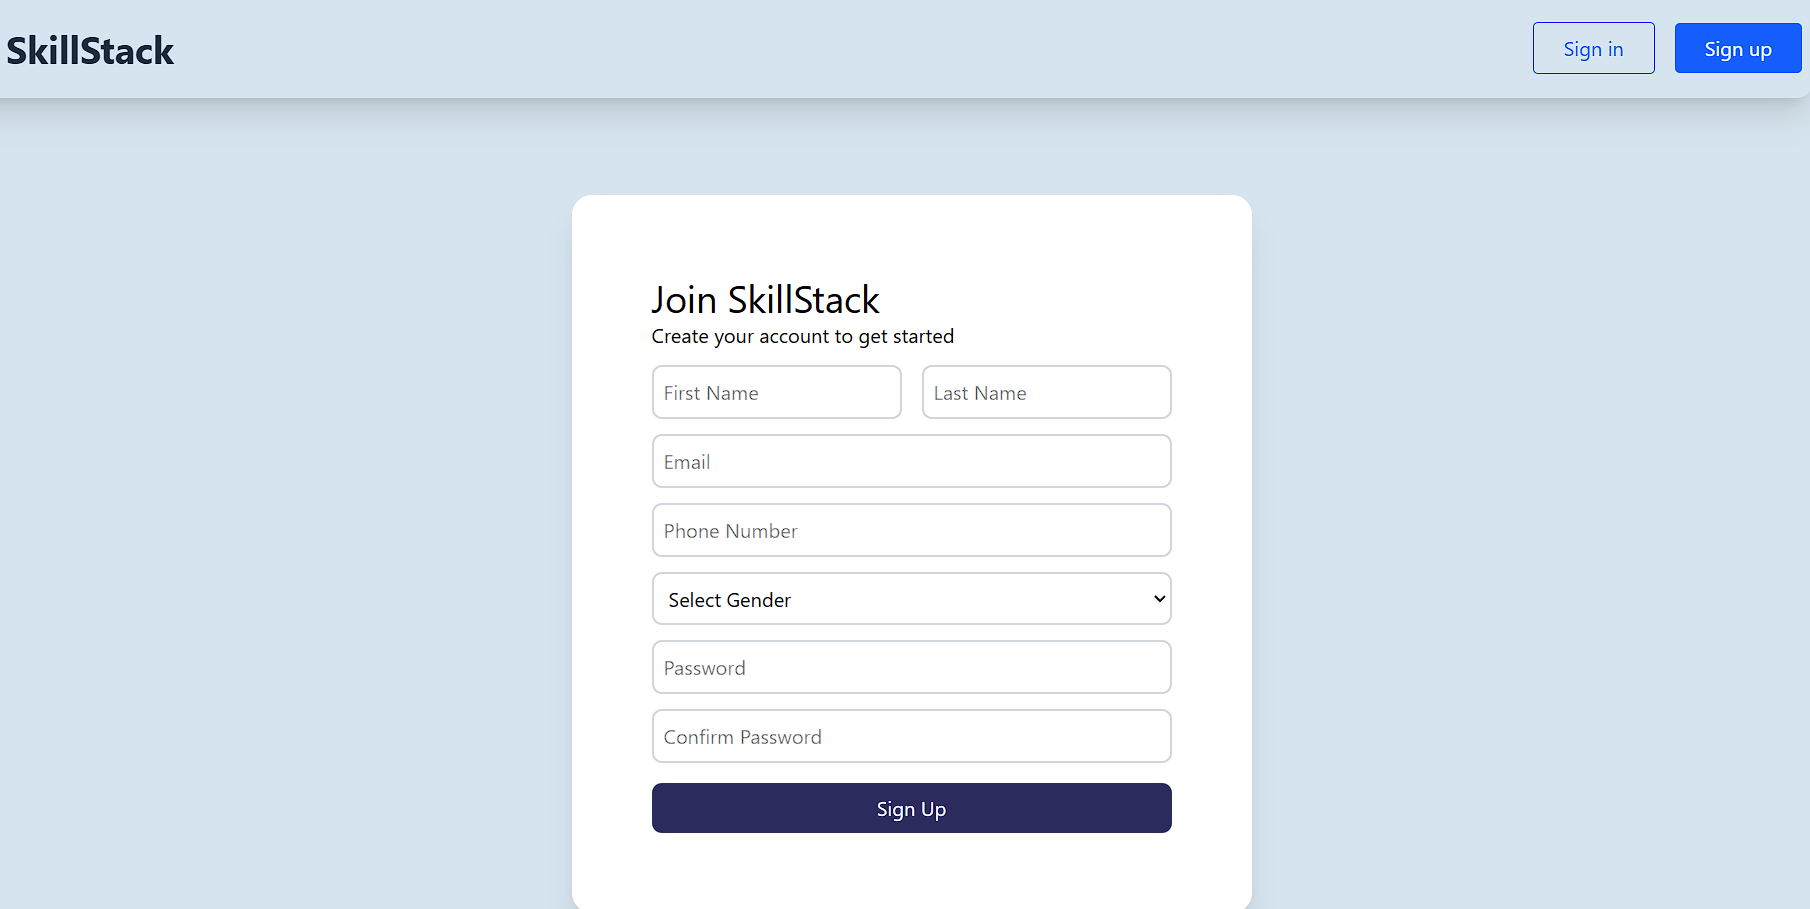 SkillStack
Sign in
Sign up
Join SkillStack
Create your account to get started
First Name
Last Name
Email
Phone Number
Select Gender
Password
Confirm Password
Sign Up